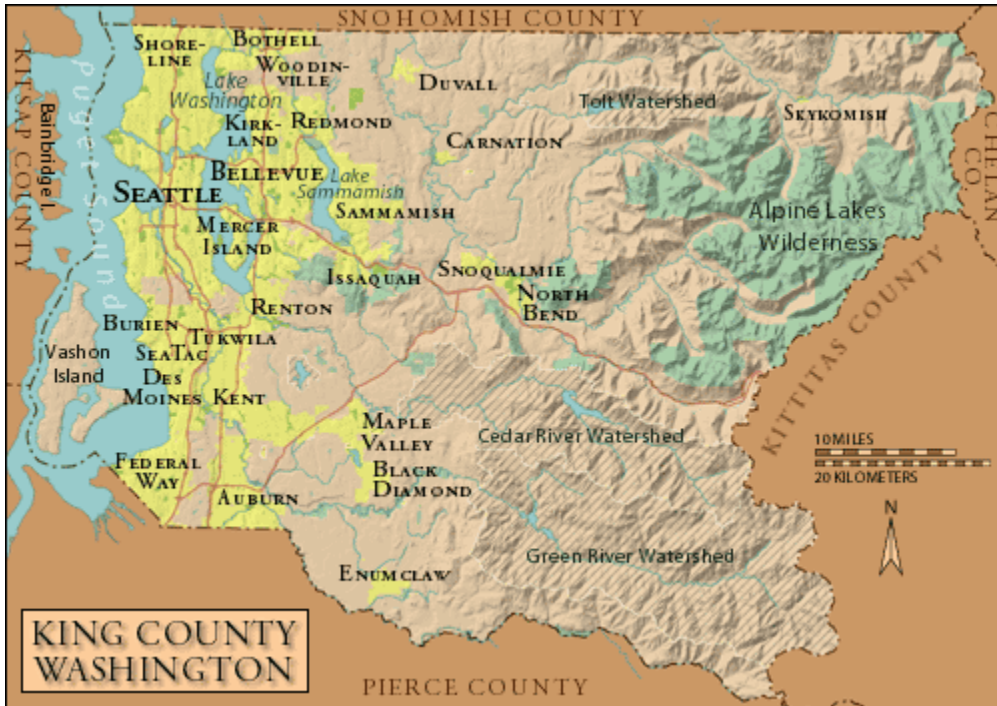 SNOHOMISH COUNTY
KITSAP COUNTY
Bainbridge I.
puget sound
SHORE-
LINE
BOTHELL
WOODIN-
VILLE
Lake
Washington
KIRK-
LAND
REDMOND
DUVALL
Tolt Watershed
SKYKOMISH
CHELAN
CO.
CARNATION
BELLEVUE
Lake
Sammamish
SEATTLE
MERCER
ISLAND
SAMMAMISH
Alpine Lakes
Wilderness
ISSAQUAH
SNOQUALMIE
NORTH
BEND
RENTON
BURIEN
TUKWILA
SEATAC
Vashon
Island
DES
MOINES
KENT
KITTITAS COUNTY
MAPLE
VALLEY
Cedar River Watershed
10 MILES
20 KILOMETERS
FEDERAL
WAY
AUBURN
BLACK
DIAMOND
N
Green River Watershed
ENUMCLAW
KING COUNTY
WASHINGTON
PIERCE COUNTY